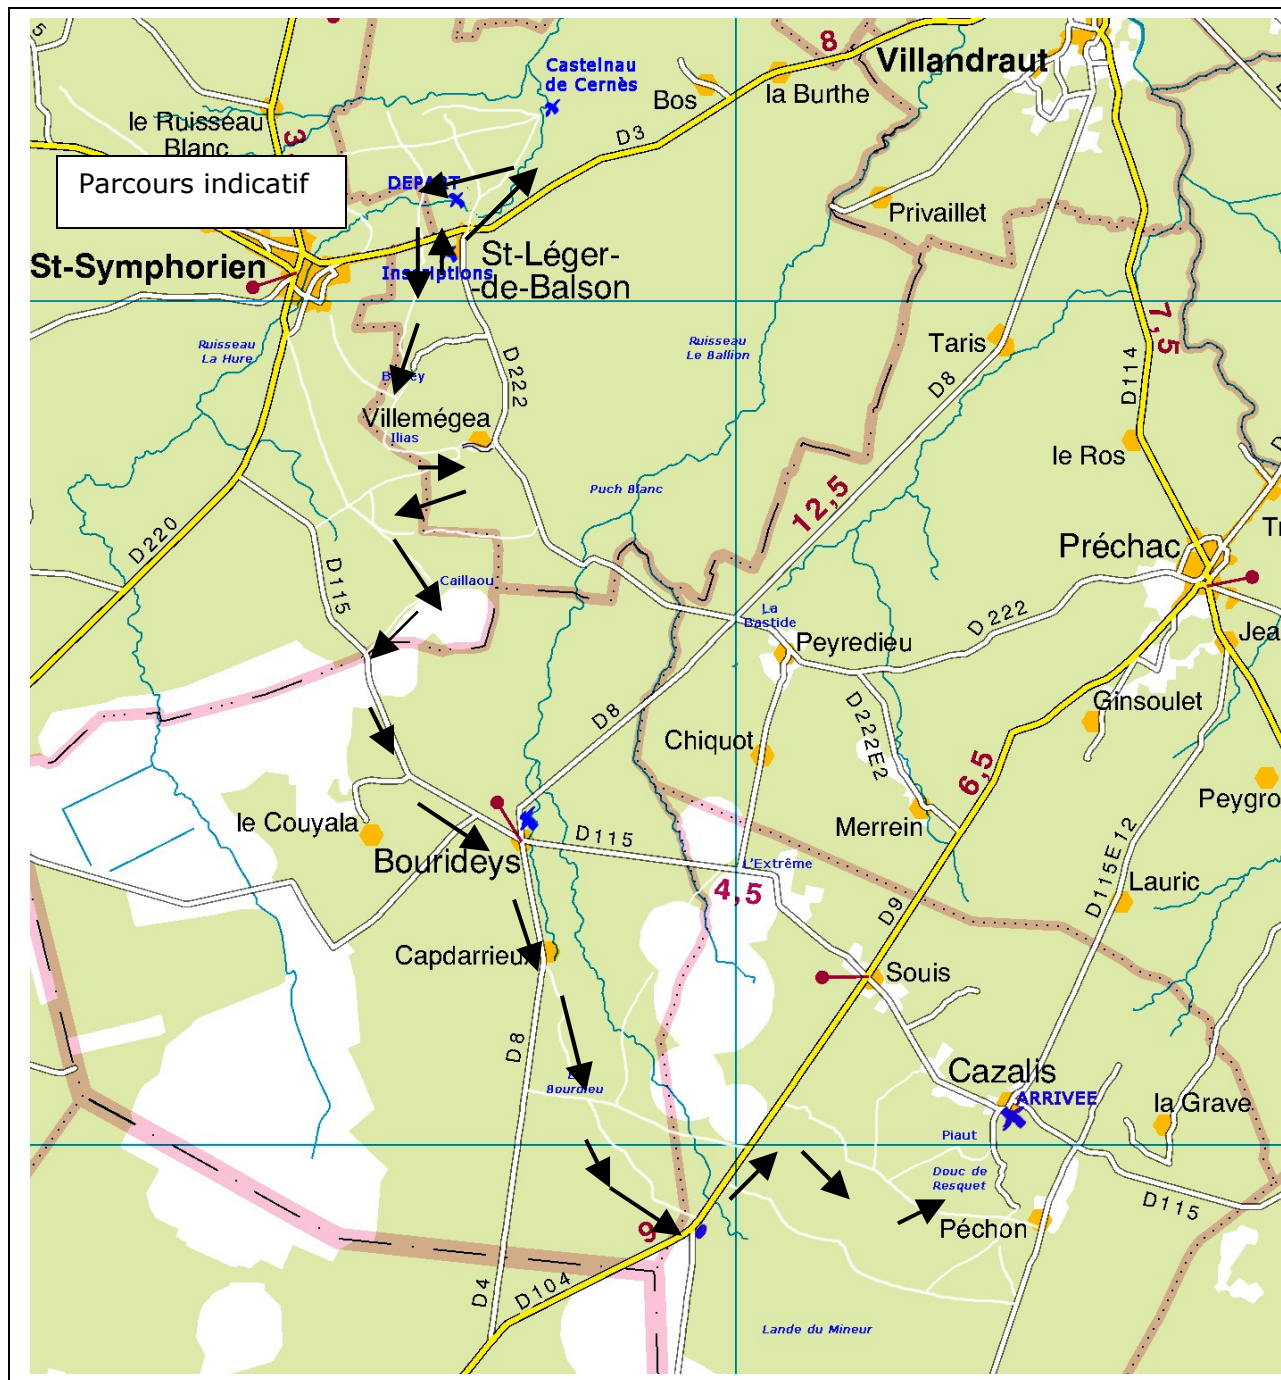 5
8
Castelnau
de Cernès
Villandraut
Bos
la Burthe
le Ruisseau
Blanc
D3
Parcours indicatif
DEPART
Privaillet
St-Symphorien
Inscriptions
St-Léger-
-de-Balson
7,5
Ruisseau
La Hure
Ruisseau
Le Ballion
Taris
D222
D8
D114
Villemégea
Ilias
le Ros
Puch Blanc
12,5
D220
Préchac
D115
Caillaou
La
Bastide
D222
Peyredieu
Jea
Ginsoulet
D8
Chiquot
D222E2
6,5
Peygro
le Couyala
Merrein
D115
Bourideys
L'Extrême
4,5
D115E12
Lauric
D9
Capdarrieux
Souis
D8
Cazalis
ARRIVEE
la Grave
Bourdieu
Piaut
Douc de
Resquet
D115
Péchon
9
D4
D104
Lande du Mineur